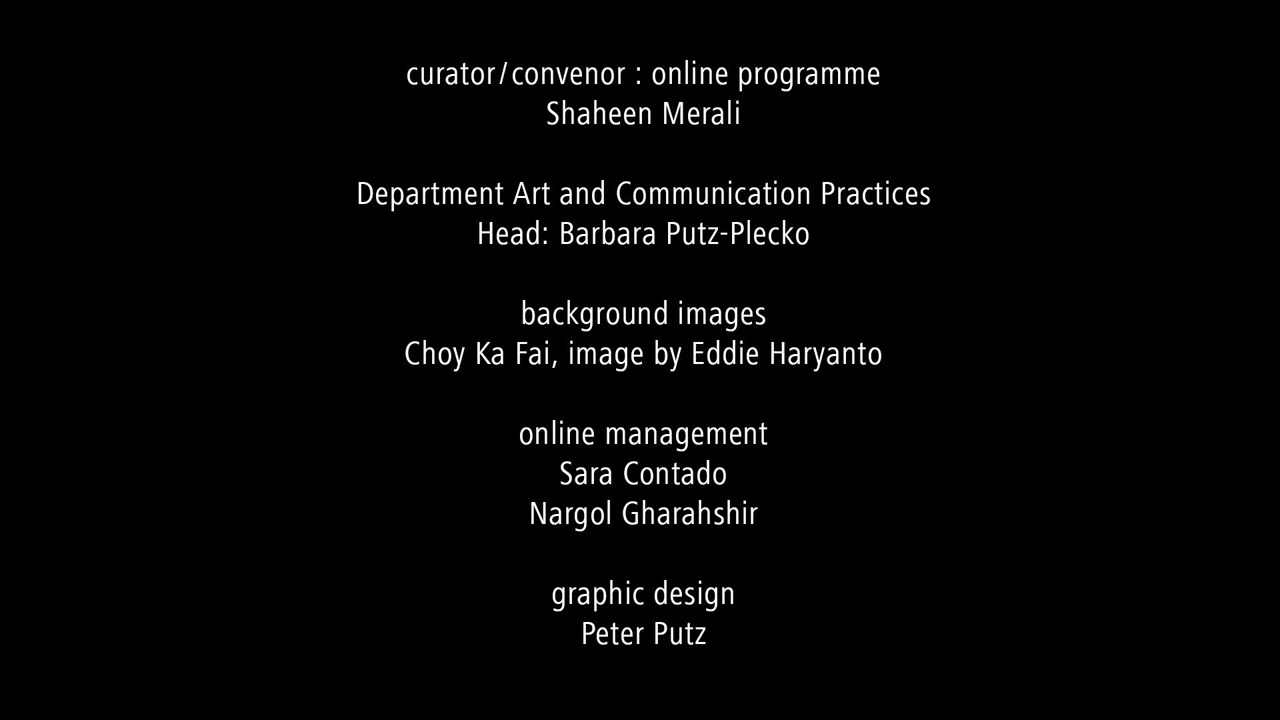 curator/convenor : online programme
Shaheen Merali
Department Art and Communication Practices
Head: Barbara Putz-Plecko
background images
Choy Ka Fai, image by Eddie Haryanto
online management
Sara Contado
Nargol Gharahshir
graphic design
Peter Putz